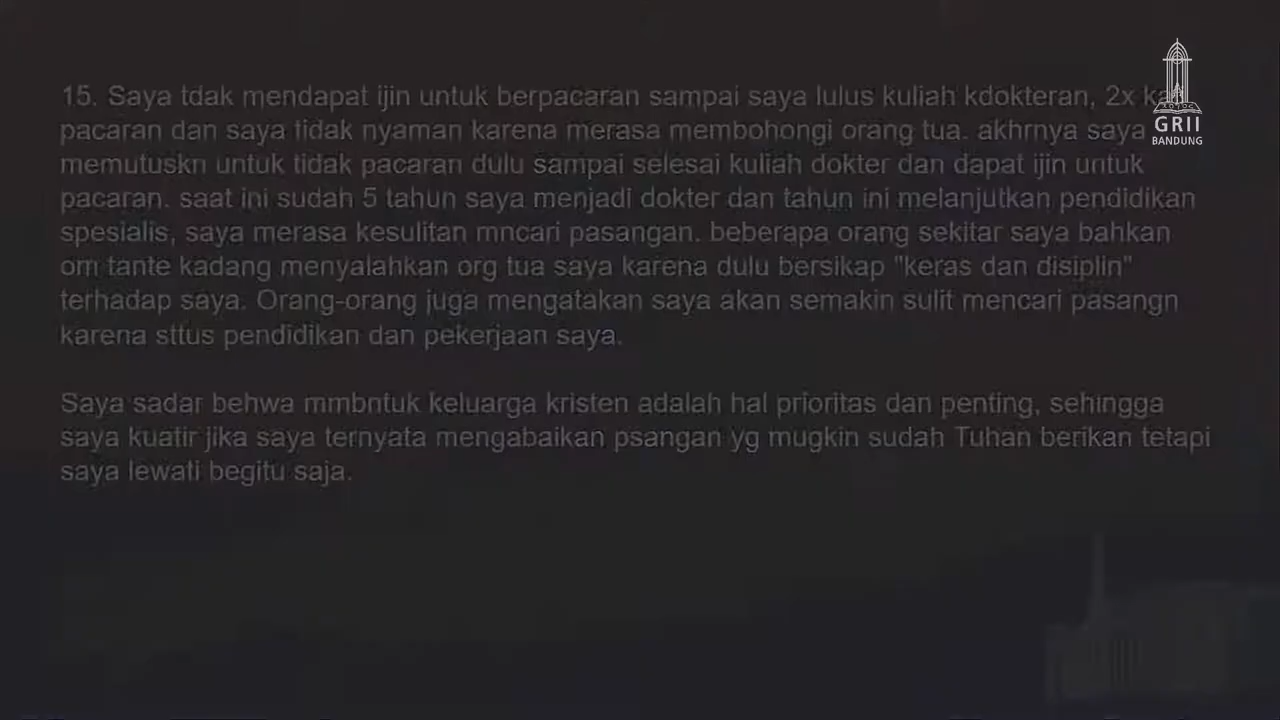 15. Saya tdak mendapat ijin untuk berpacaran sampai saya lulus kuliah kdokteran, 2x
pacaran dan saya tidak nyaman karena merasa membohongi orang tua. akhrnya saya
memutuskn untuk tidak pacaran dulu sampai selesai kuliah dokter dan dapat ijin untuk
pacaran. saat ini sudah 5 tahun saya menjadi dokter dan tahun ini melanjutkan pendidikan
spesialis, saya merasa kesulitan mncari pasangan. beberapa orang sekitar saya bahkan
om tante kadang menyalahkan org tua saya karena dulu bersikap "keras dan disiplin"
terhadap saya. Orang-orang juga mengatakan saya akan semakin sulit mencari pasangn
karena sttus pendidikan dan pekerjaan saya.
Saya sadar behwa mmbntuk keluarga kristen adalah hal prioritas dan penting, sehingga
saya kuatir jika saya ternyata mengabaikan psangan yg mugkin sudah Tuhan berikan tetapi
saya lewati begitu saja.
GRII
BANDUNG